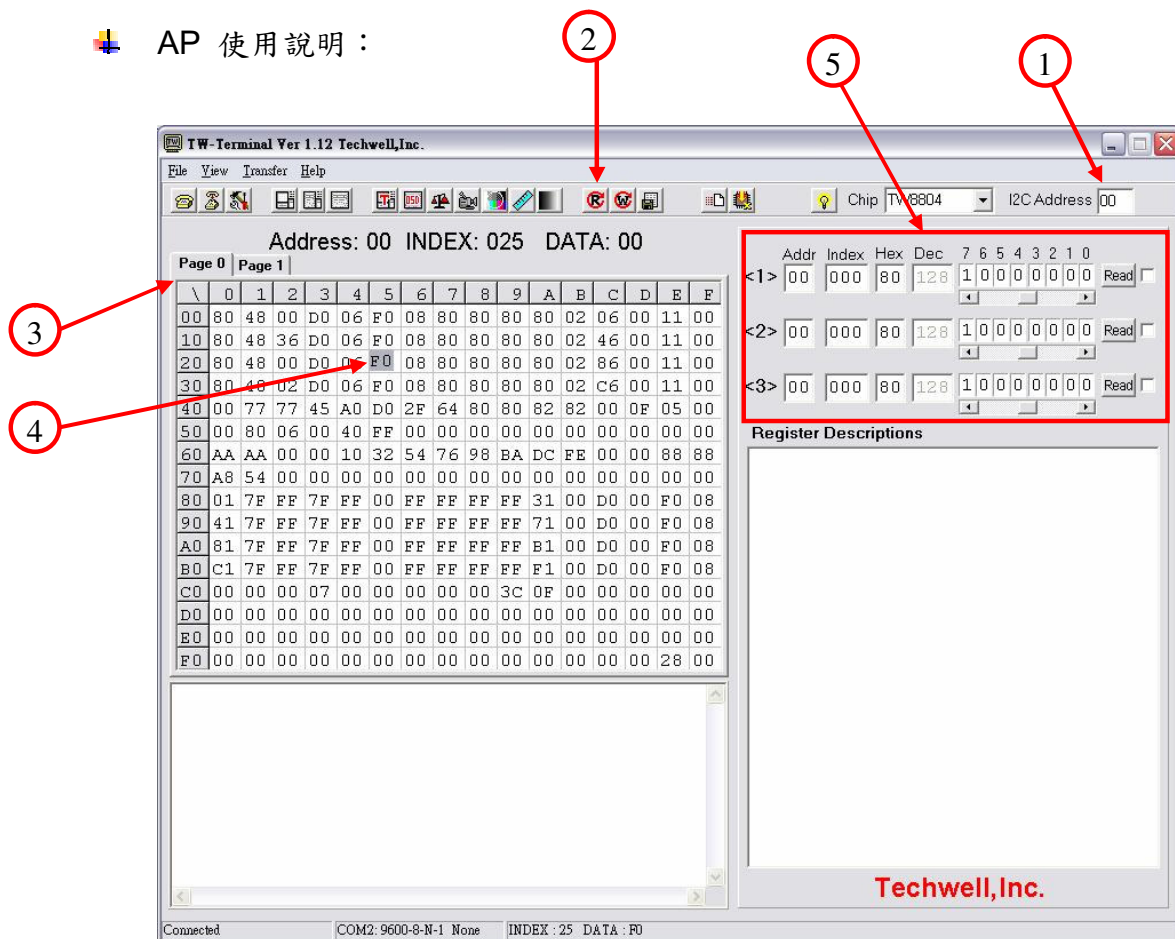 AP 使用說明：
2
5
1
TW-Terminal Ver 1.12 Techwell,Inc.
File View Transfer Help
Chip TW8804 I2C Address 00
Address: 00 INDEX: 025 DATA: 00
Page 0 Page 1
3
4
\ 0 1 2 3 4 5 6 7 8 9 A B C D E F
00 80 48 00 D0 06 F0 08 80 80 80 80 02 06 00 11 00
10 80 48 36 D0 06 F0 08 80 80 80 80 02 46 00 11 00
20 80 48 00 D0 06 F0 08 80 80 80 80 02 86 00 11 00
30 80 48 02 D0 06 F0 08 80 80 80 80 02 C6 00 11 00
40 00 77 77 45 A0 D0 2F 64 80 80 82 82 00 0F 05 00
50 00 80 06 00 40 FF 00 00 00 00 00 00 00 00 00 00
60 AA AA 00 00 10 32 54 76 98 BA DC FE 00 00 88 88
70 A8 54 00 00 00 00 00 00 00 00 00 00 00 00 00 00
80 01 7F FF 7F FF 00 FF FF FF FF 31 00 D0 00 F0 08
90 41 7F FF 7F FF 00 FF FF FF FF 71 00 D0 00 F0 08
A0 81 7F FF 7F FF 00 FF FF FF FF B1 00 D0 00 F0 08
B0 C1 7F FF 7F FF 00 FF FF FF FF F1 00 D0 00 F0 08
C0 00 00 00 07 00 00 00 00 00 3C 0F 00 00 00 00 00
D0 00 00 00 00 00 00 00 00 00 00 00 00 00 00 00 00
E0 00 00 00 00 00 00 00 00 00 00 00 00 00 00 00 00
F0 00 00 00 00 00 00 00 00 00 00 00 00 00 00 28 00
Addr Index Hex Dec 7 6 5 4 3 2 1 0
<1> 00 000 80 128 1 0 0 0 0 0 0 0 Read
<2> 00 000 80 128 1 0 0 0 0 0 0 0 Read
<3> 00 000 80 128 1 0 0 0 0 0 0 0 Read
Register Descriptions
Techwell,Inc.
Connected COM2: 9600-8-N-1 None INDEX : 25 DATA : F0